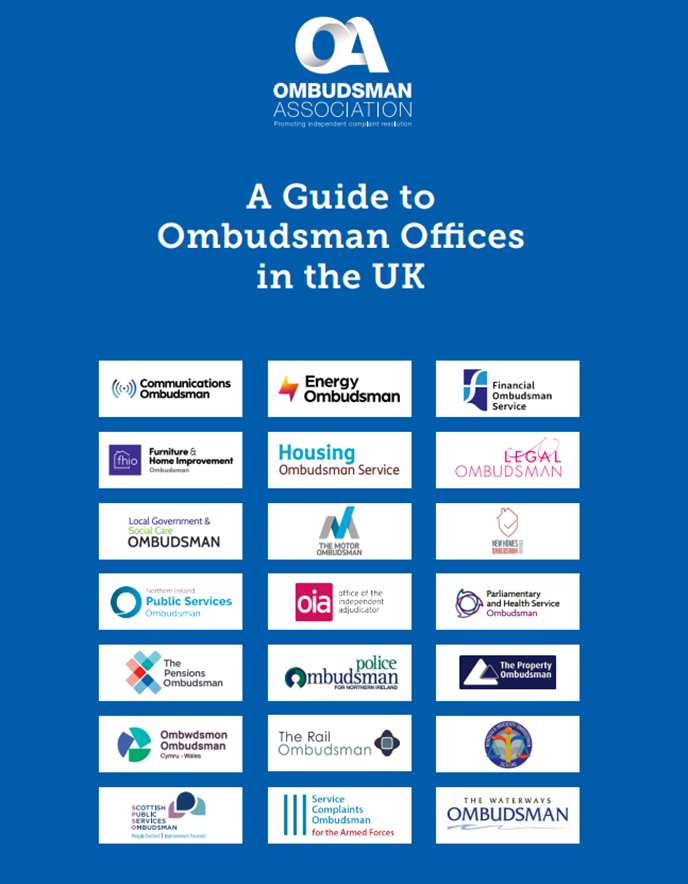 OA
OMBUDSMAN
ASSOCIATION
Promoting independent complaint resolution
A Guide to
Ombudsman Offices
in the UK
Communications
Ombudsman
Energy
Ombudsman
Financial
Ombudsman
Service
fhio
Furniture &
Home Improvement
Ombudsman
Housing
Ombudsman Service
LEGAL
OMBUDSMAN
Local Government &
Social Care
OMBUDSMAN
THE MOTOR
OMBUDSMAN
NEW HOMES
OMBUDSMAN
Northern Ireland
Public Services
Ombudsman
oia
office of the
independent
adjudicator
Parliamentary
and Health Service
Ombudsman
The
Pensions
Ombudsman
police
Ombudsman
FOR NORTHERN IRELAND
The Property
Ombudsman
Ombwdsmon
Ombudsman
Cymru - Wales
The Rail
Ombudsman
SCOTTISH
PUBLIC
SERVICES
OMBUDSMAN
People Centred | Improvement Focused
Service
Complaints
Ombudsman
for the Armed Forces
THE WATERWAYS
OMBUDSMAN